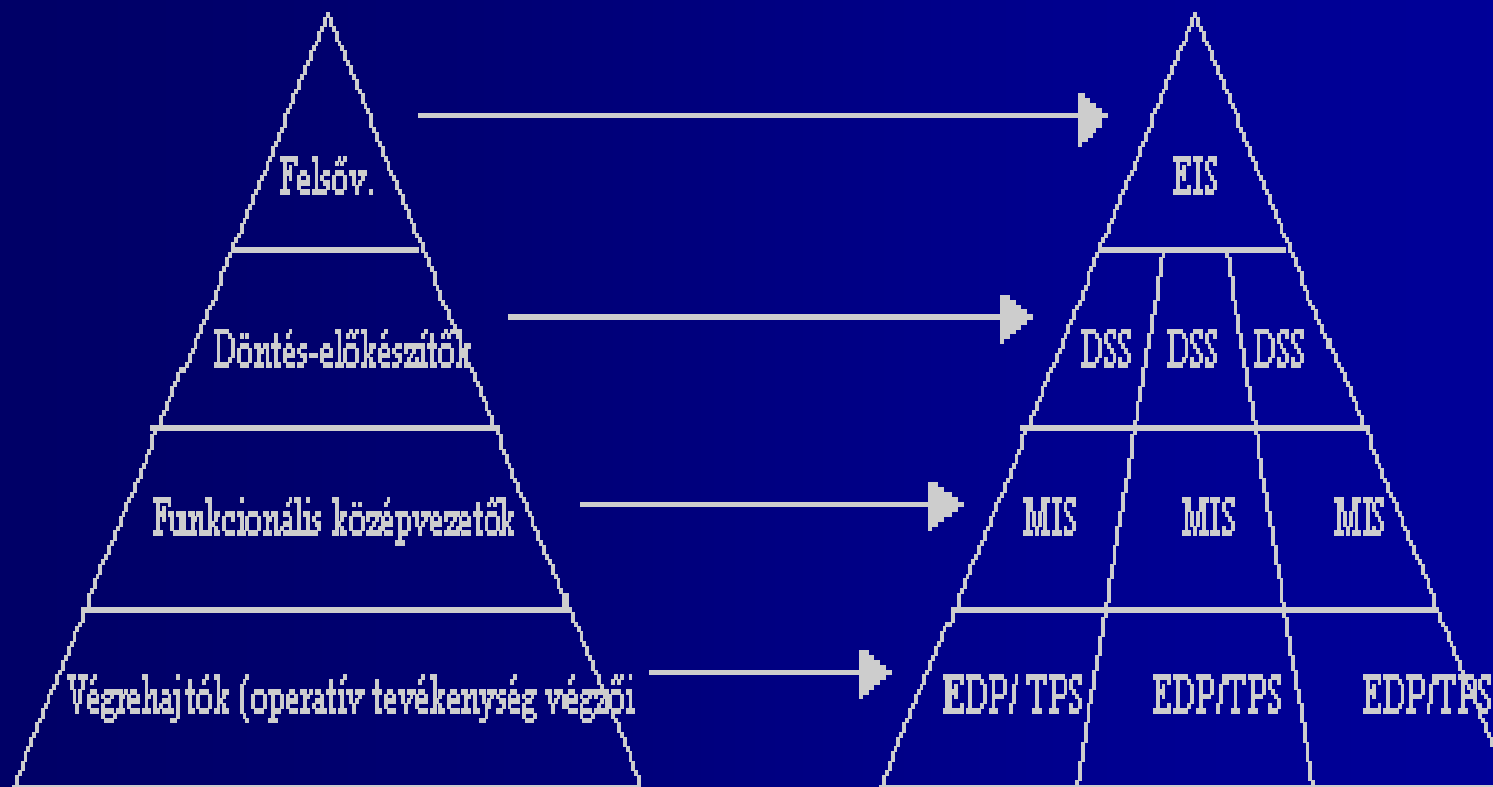 Felsőv.
EIS
Döntés-előkészítők
DSS DSS DSS
Funkcionális középvezetők
MIS MIS MIS
Végrehajtók (operatív tevékenység végzői
EDP/ TPS EDP/TPS EDP/TPS